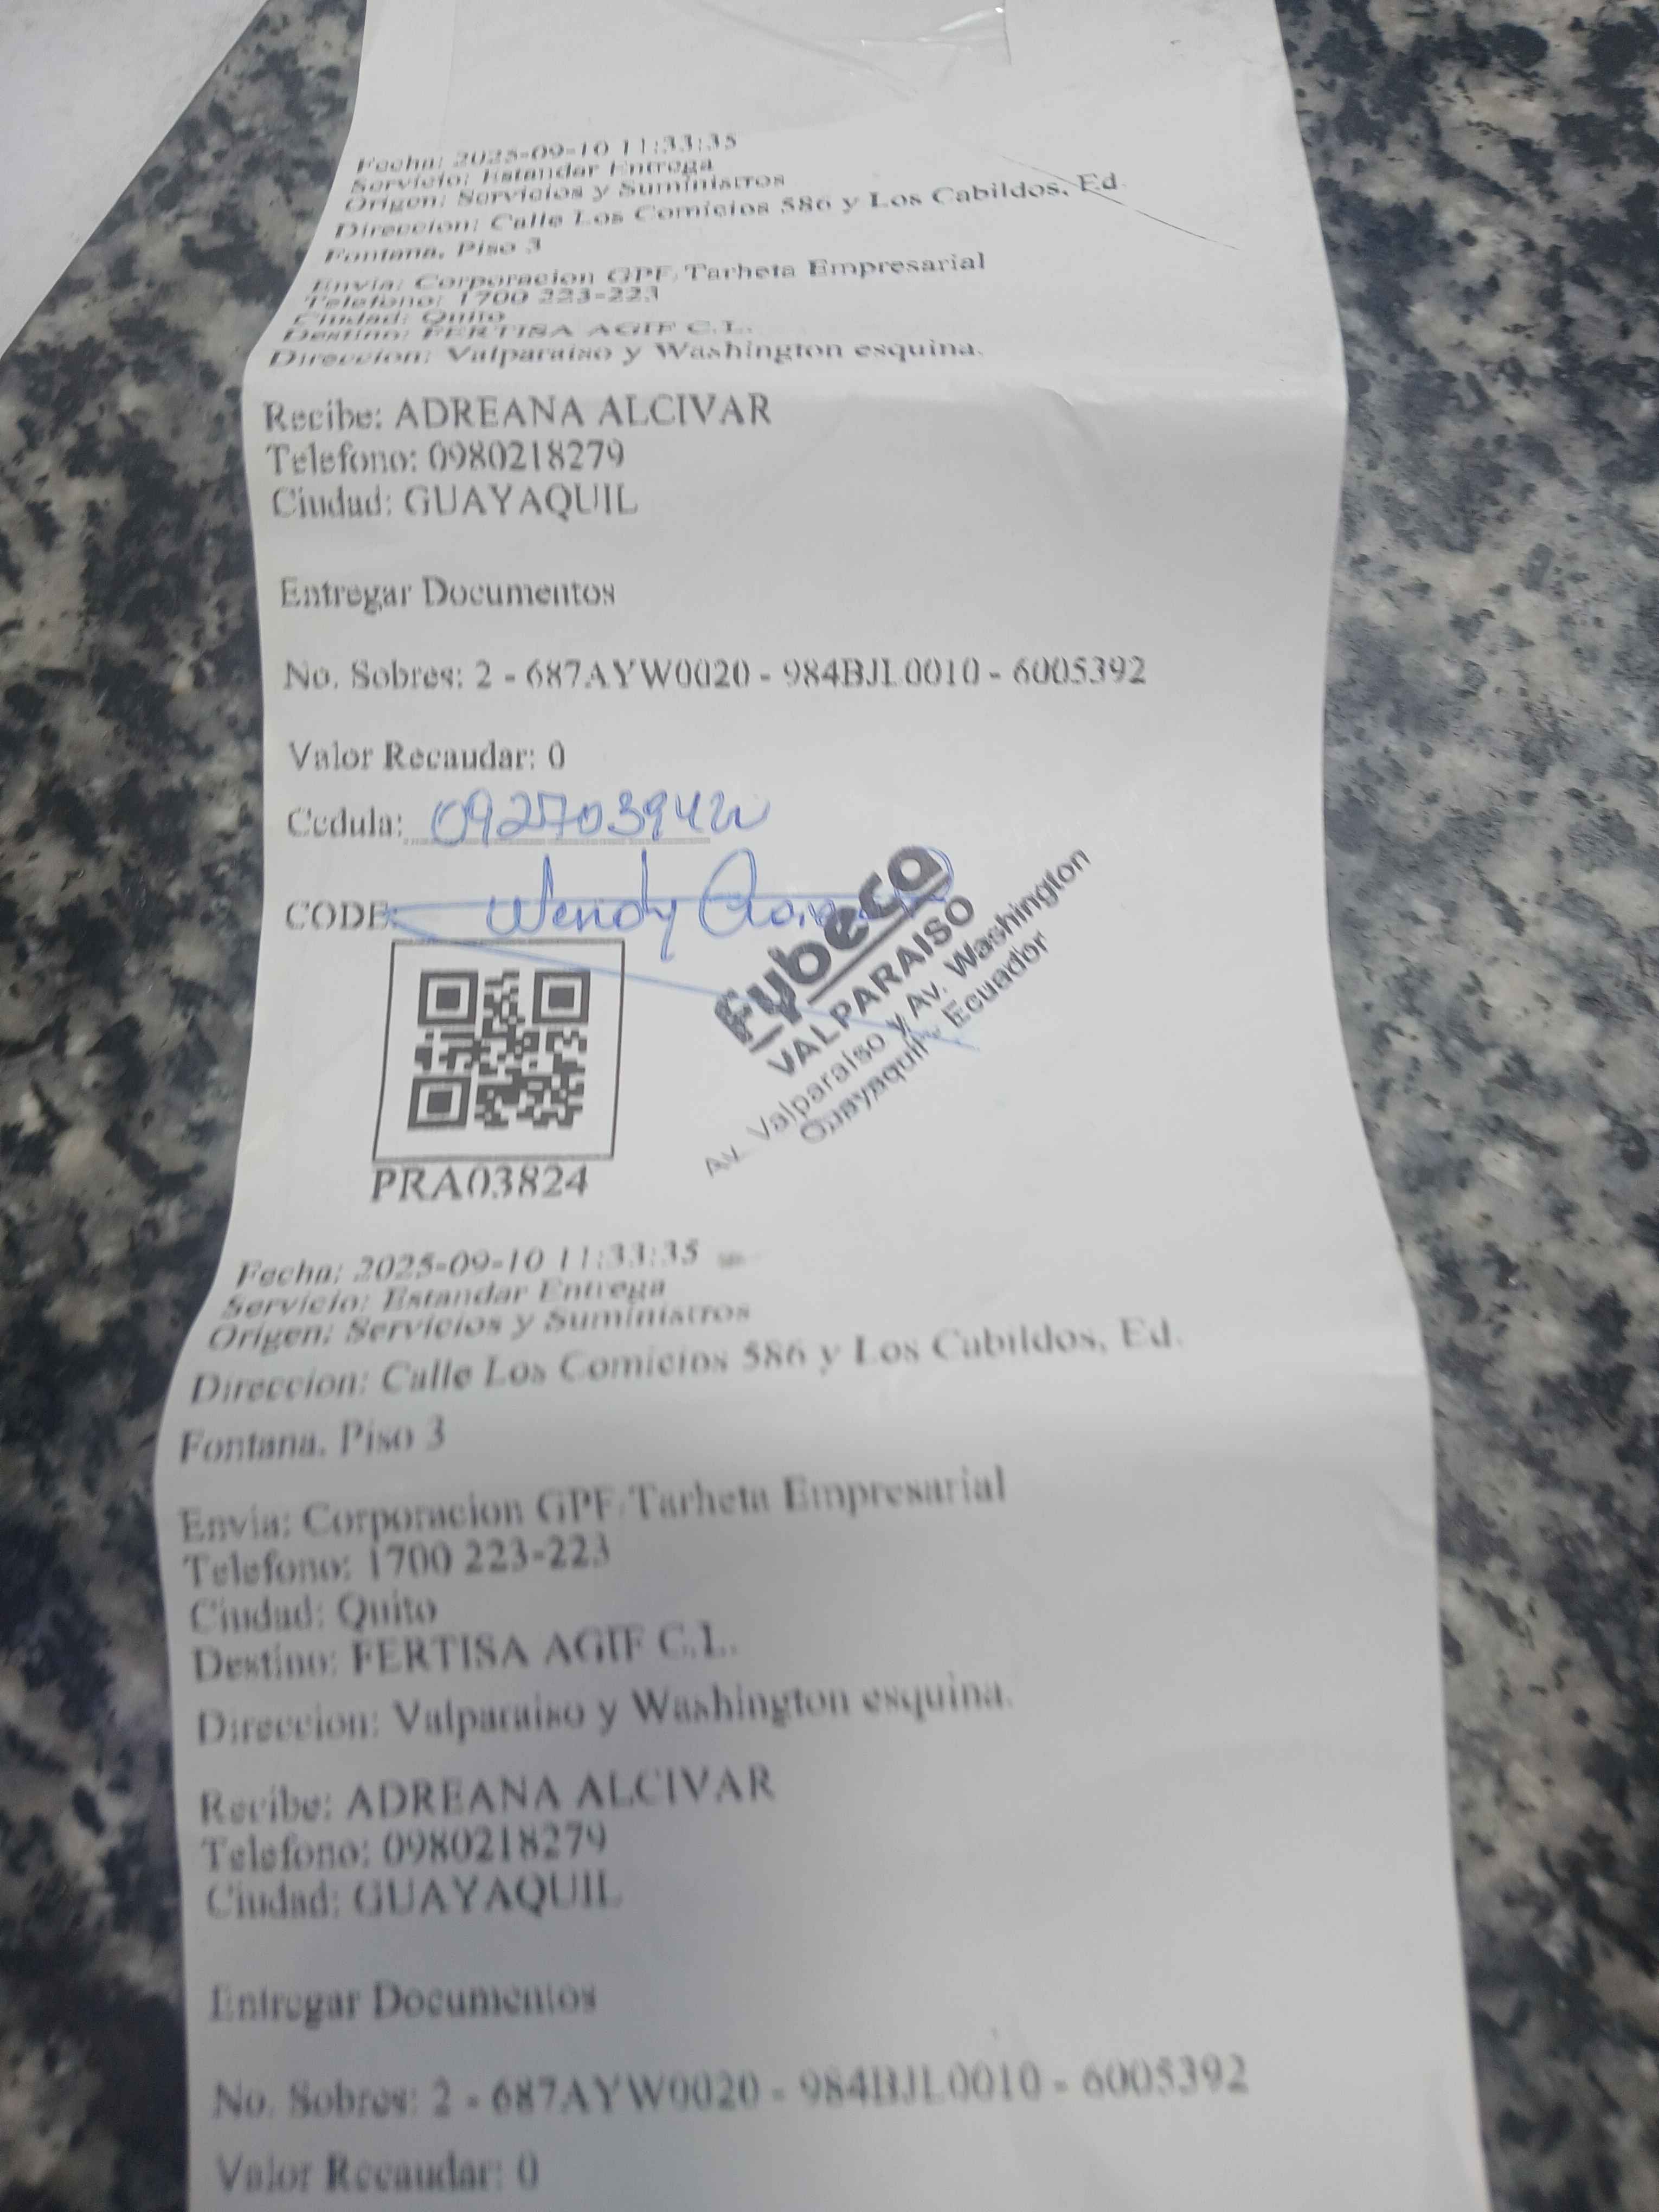 Fecha: 2025-09-10 11:33:35
Servicio: Estandar Entrega
Origen: Servicios y Suministros
Direccion: Calle Los Comicios 586 y Los Cabildos, Ed.
Fontana, Piso 3
Envia: Corporacion GPF/Tarheta Empresarial
Telefono: 1700 223-223
Ciudad: Quito
Destino: FERTISA AGIF C.L.
Direccion: Valparaiso y Washington esquina.
Recibe: ADREANA ALCIVAR
Telefono: 0980218279
Ciudad: GUAYAQUIL
Entregar Documentos
No. Sobres: 2 - 687AYW0020 - 984BJL0010 - 6005392
Valor Recaudar: 0
Cedula:
CODE: Wendy
Fybeca
VALPARAISO
Av. Valparaiso y Av. Washington
Guayaquil - Ecuador
PRA03824
Fecha: 2025-09-10 11:33:35
Servicio: Estandar Entrega
Origen: Servicios y Suministros
Direccion: Calle Los Comicios 586 y Los Cabildos, Ed.
Fontana, Piso 3
Envia: Corporacion GPF/Tarheta Empresarial
Telefono: 1700 223-223
Ciudad: Quito
Destino: FERTISA AGIF C.L.
Direccion: Valparaiso y Washington esquina.
Recibe: ADREANA ALCIVAR
Telefono: 0980218279
Ciudad: GUAYAQUIL
Entregar Documentos
No. Sobres: 2 - 687AYW0020 - 984BJL0010 - 6005392
Valor Recaudar: 0